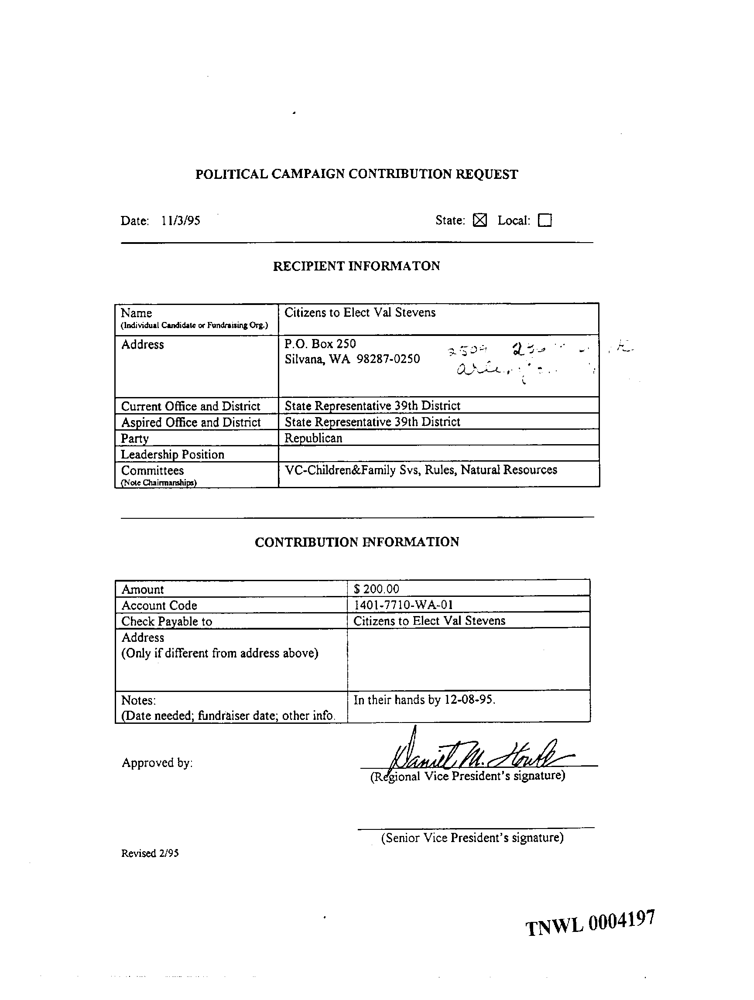 POLITICAL CAMPAIGN CONTRIBUTION REQUEST
Date: 11/3/95 State: ☒ Local: ☐
RECIPIENT INFORMATON
Name Citizens to Elect Val Stevens
(Individual Candidate or Fundraising Org.)
Address P.O. Box 250
Silvana, WA 98287-0250
Current Office and District State Representative 39th District
Aspired Office and District State Representative 39th District
Party Republican
Leadership Position
Committees VC-Children&Family Svs, Rules, Natural Resources
(Note Chairmanships)
CONTRIBUTION INFORMATION
Amount $ 200.00
Account Code 1401-7710-WA-01
Check Payable to Citizens to Elect Val Stevens
Address
(Only if different from address above)
Notes: In their hands by 12-08-95.
(Date needed; fundraiser date; other info.
Approved by: Daniel M.
(Regional Vice President's signature)
(Senior Vice President's signature)
Revised 2/95
TNWL 0004197